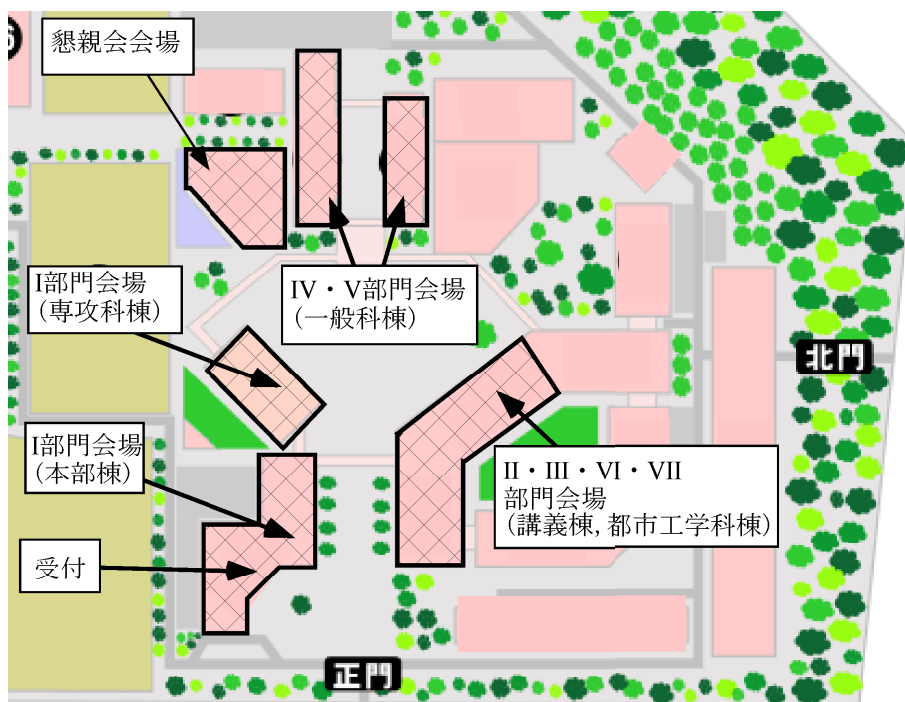 懇親会会場
I部門会場
(専攻科棟)
IV・V部門会場
(一般科棟)
北門
I部門会場
(本部棟)
II・III・VI・VII
部門会場
(講義棟, 都市工学科棟)
受付
正門